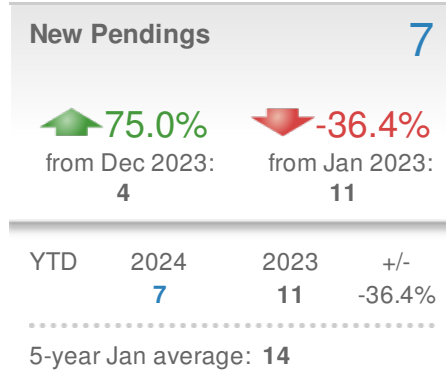 New Pendings 7
75.0% -36.4%
from Dec 2023: from Jan 2023:
4 11
YTD 2024 2023 +/-
7 11 -36.4%
5-year Jan average: 14